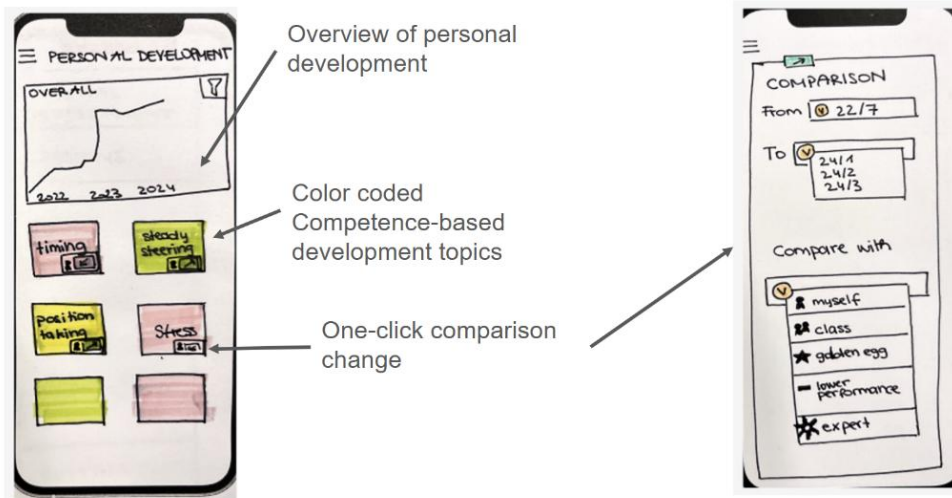 PERSONAL DEVELOPMENT
OVERALL
2022 2023 2024
timing
steady
steering
position
taking
Stress
Overview of personal
development
Color coded
Competence-based
development topics
One-click comparison
change
COMPARISON
From V 22/7
To V
24/1
24/2
24/3
Compare with
V
myself
class
golden egg
lower
performance
expert